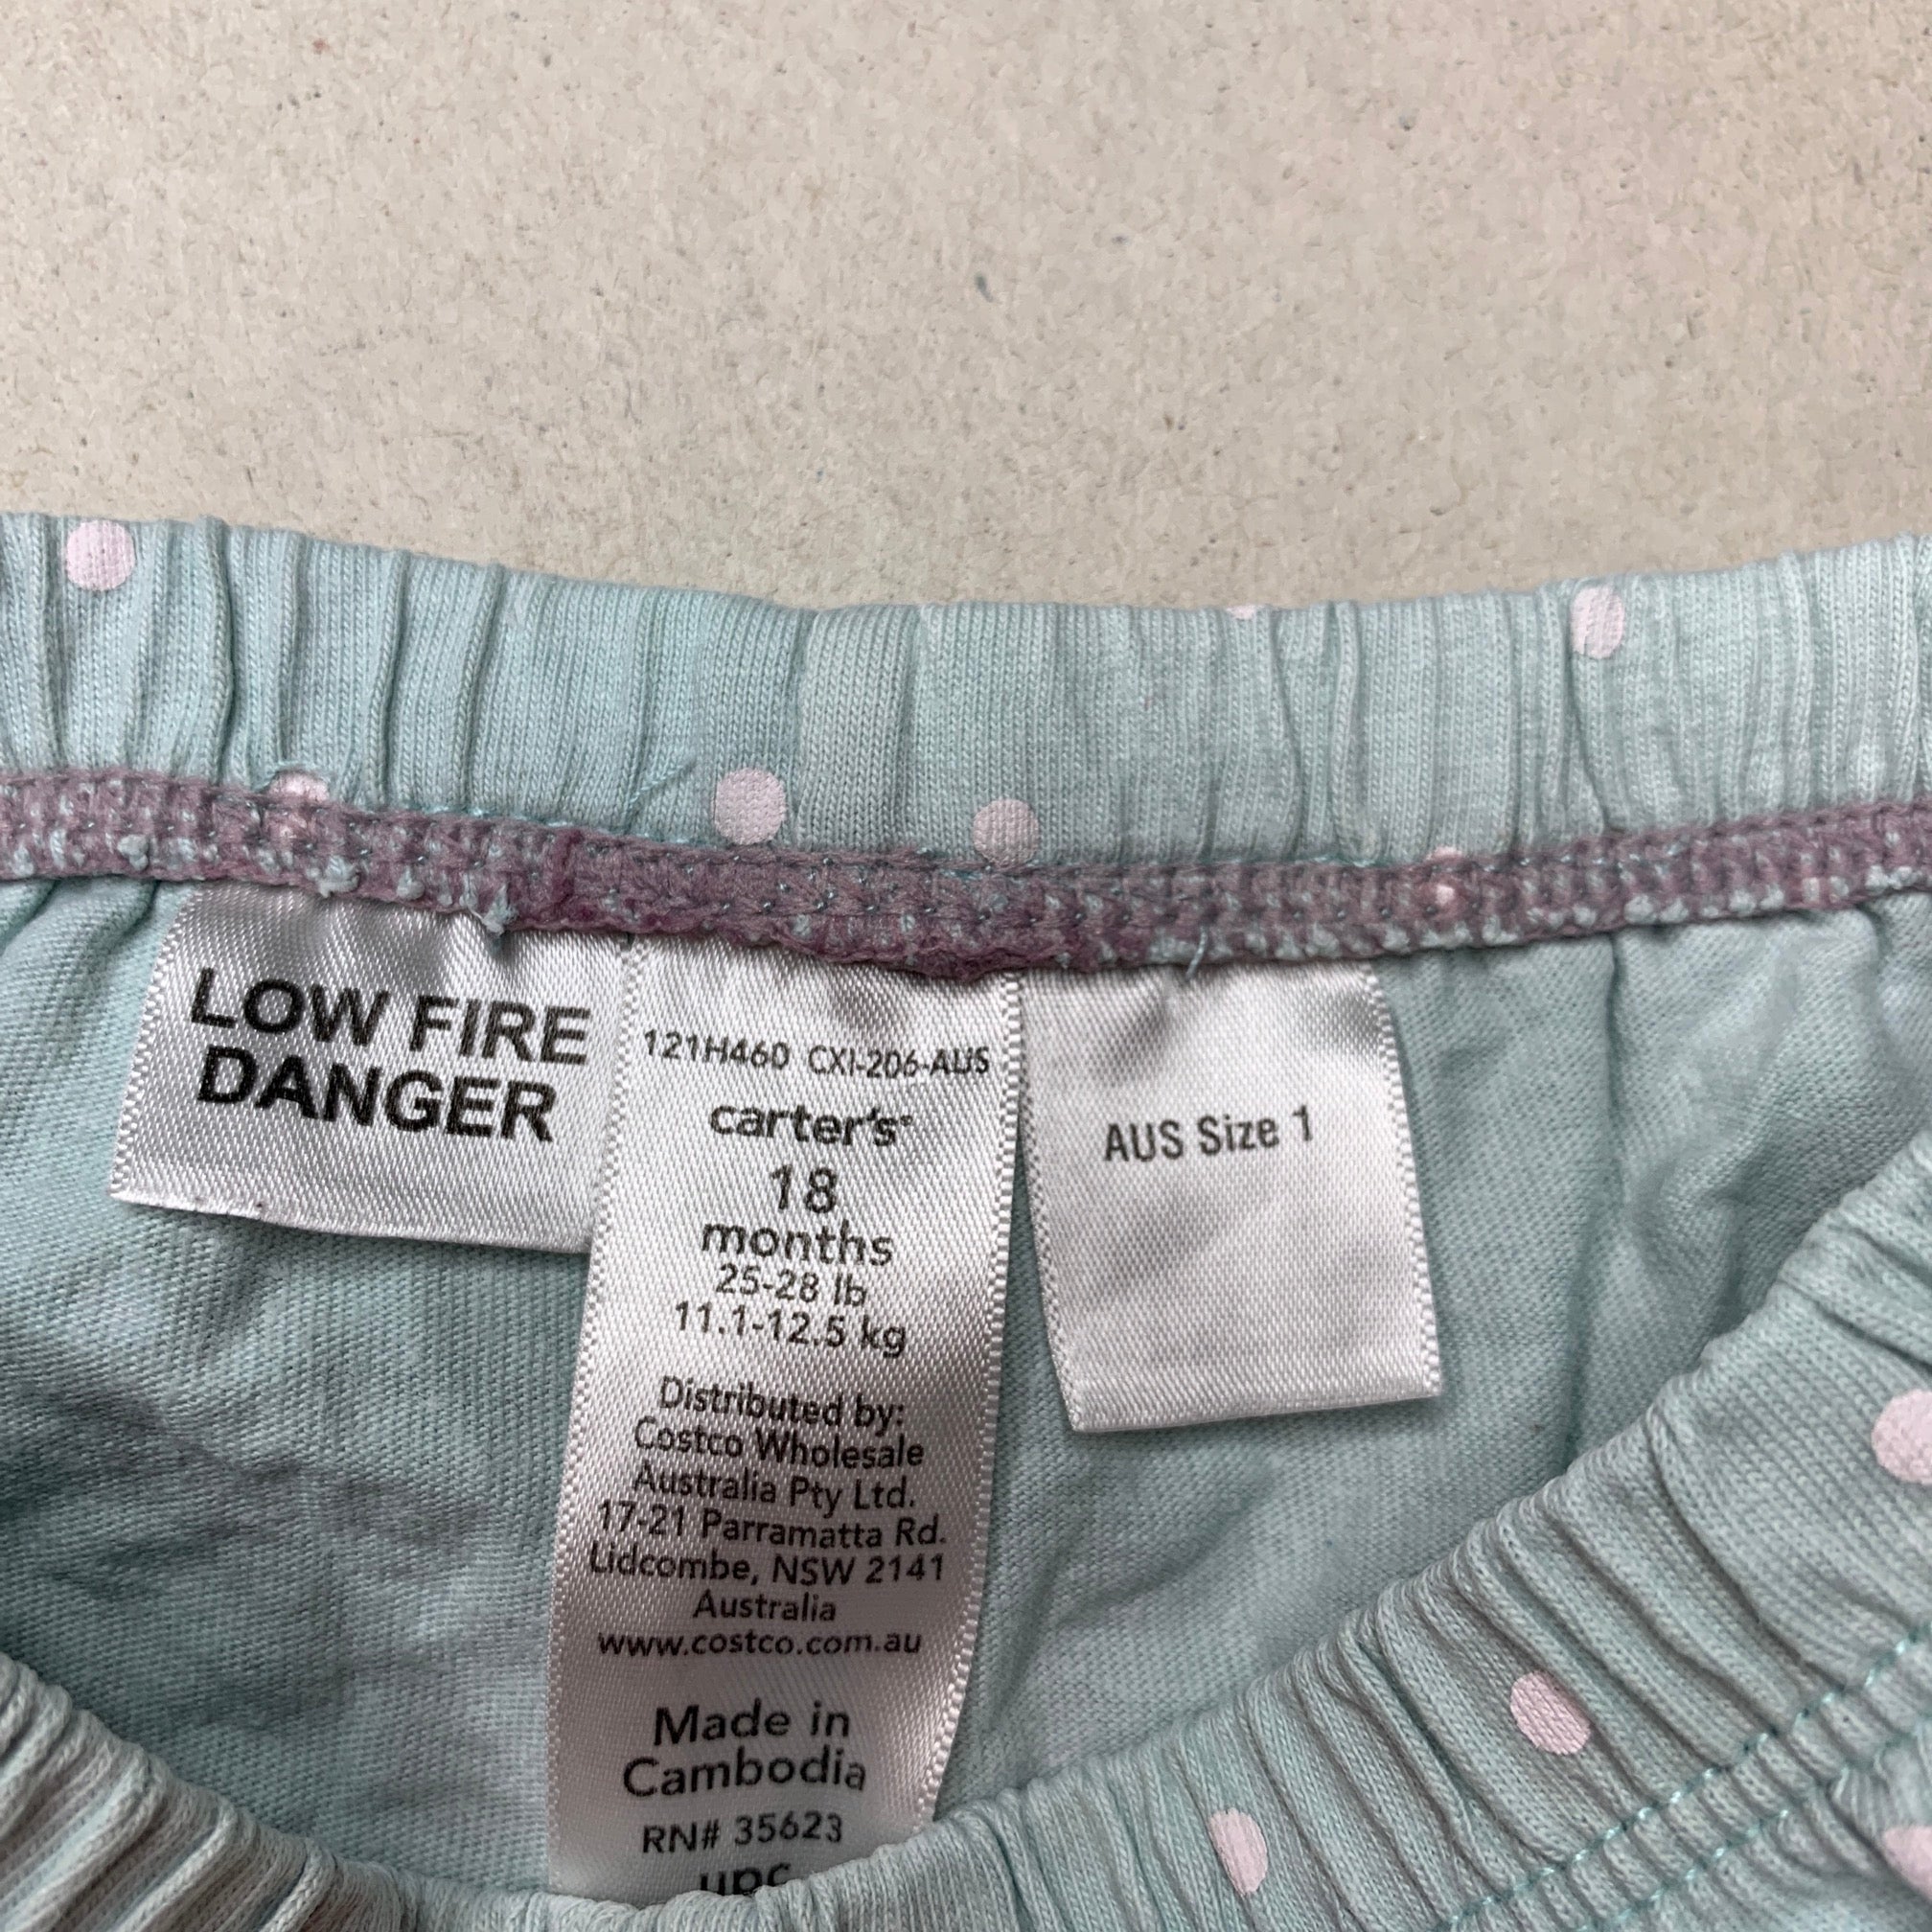 LOW FIRE
DANGER
121H460 CXI-206-AUS
carter's
18
months
25-28 lb
11.1-12.5 kg
Distributed by:
Costco Wholesale
Australia Pty Ltd.
17-21 Parramatta Rd.
Lidcombe, NSW 2141
Australia
www.costco.com.au
Made in
Cambodia
RN# 35623
upc
AUS Size 1